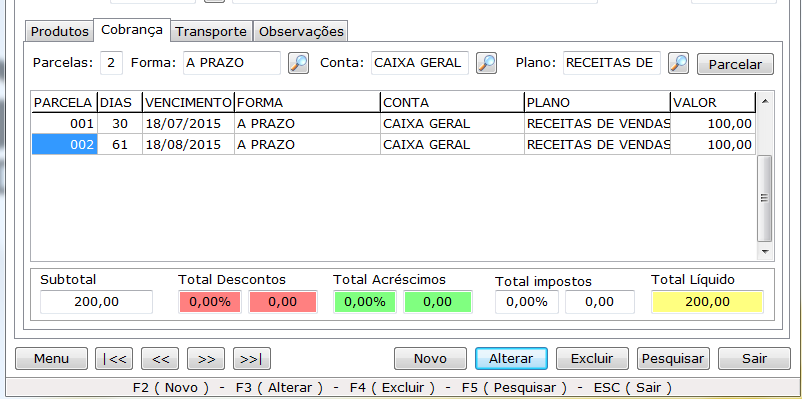 Produtos Cobrança Transporte Observações
Parcelas: 2 Forma: A PRAZO Conta: CAIXA GERAL Plano: RECEITAS DE Parcelar
PARCELA DIAS VENCIMENTO FORMA CONTA PLANO VALOR
001 30 18/07/2015 A PRAZO CAIXA GERAL RECEITAS DE VENDAS 100,00
002 61 18/08/2015 A PRAZO CAIXA GERAL RECEITAS DE VENDAS 100,00
Subtotal Total Descontos Total Acréscimos Total impostos Total Líquido
200,00 0,00% 0,00 0,00% 0,00 0,00% 0,00 200,00
Menu |<< << >> >>| Novo Alterar Excluir Pesquisar Sair
F2 ( Novo ) - F3 ( Alterar ) - F4 ( Excluir ) - F5 ( Pesquisar ) - ESC ( Sair )